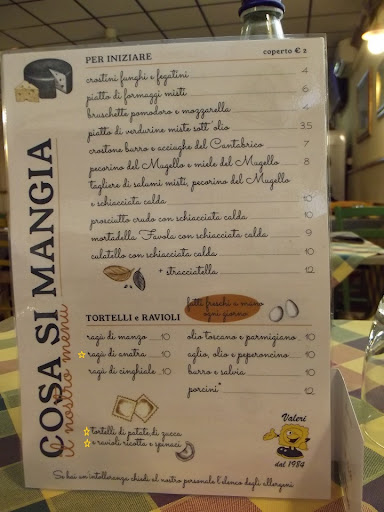 PER INIZIARE coperto € 2
crostini funghi e fegatini 4
piatto di formaggi misti 6
bruschette pomodoro e mozzarella 4
piatto di verdurine miste sott'olio 3.5
crostone burro e acciaghe del Cantabrico 7
pecorino del Mugello e miele del Mugello 8
tagliere di salumi misti, pecorino del Mugello
e schiacciata calda 10
prosciutto crudo con schiacciata calda 10
mortadella Favola con schiacciata calda 9
culatello con schiacciata calda 10
+ stracciatella 12
COSA SI MANGIA
il nostro menù
TORTELLI e RAVIOLI
fatti freschi a mano
ogni giorno
ragù di manzo 10
ragù di anatra 10
ragù di cinghiale 10
olio toscano e parmigiano 10
aglio, olio e peperoncino 10
burro e salvia 10
porcini* 12
tortelli di patate, di zucca
e ravioli ricotta e spinaci
Valeri
dal 1984
Se hai un'intolleranza chiedi al nostro personale l'elenco degli allergeni